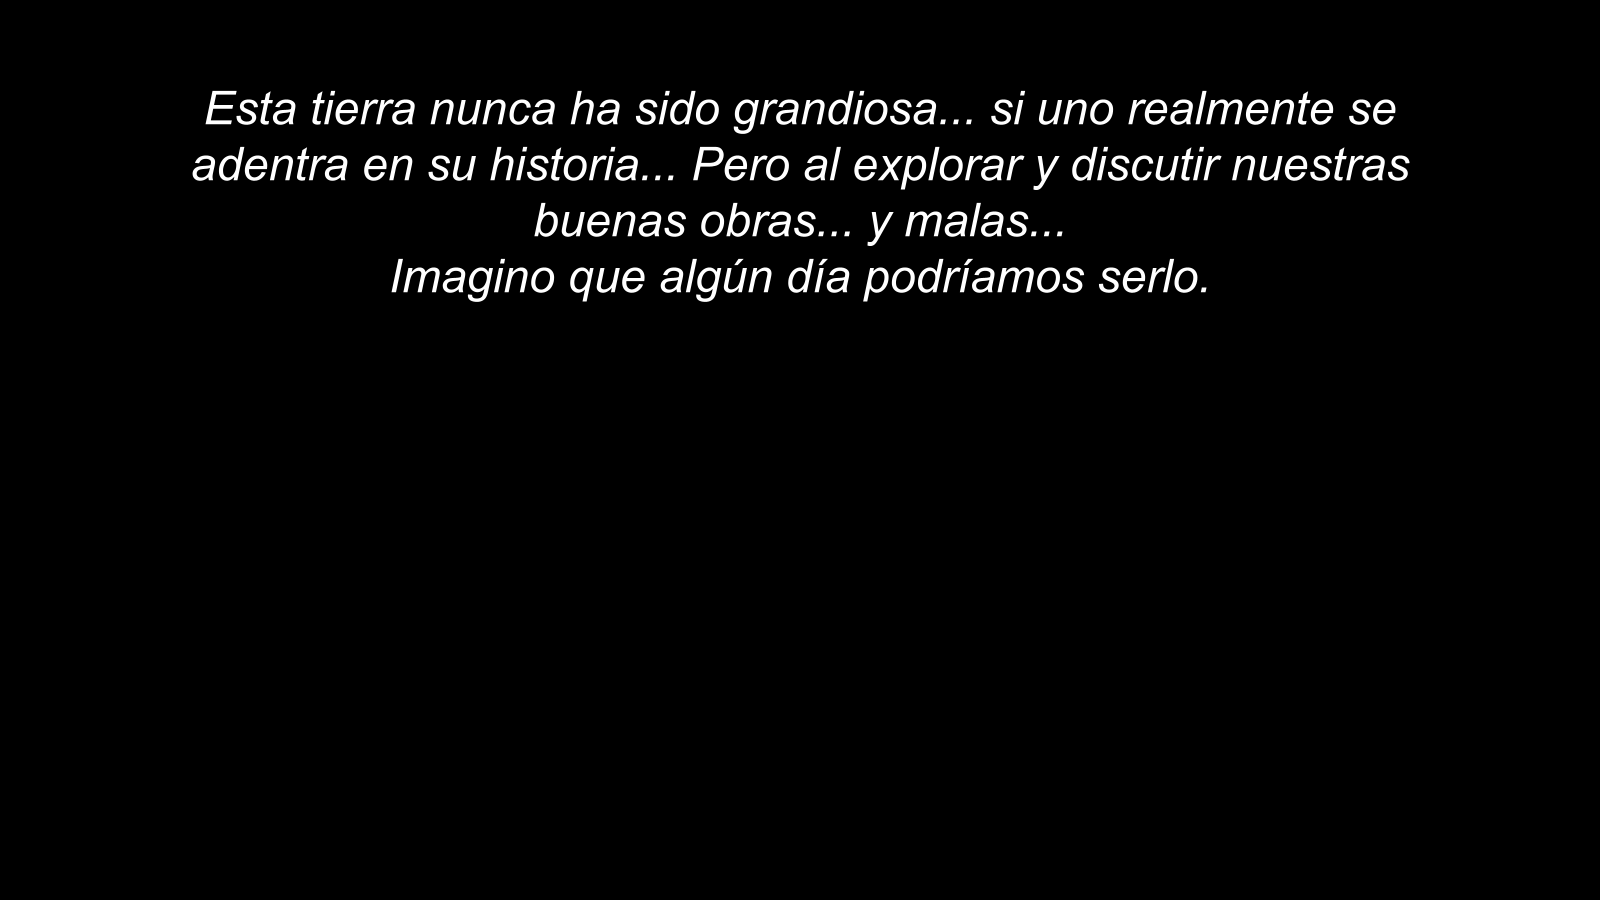 Esta tierra nunca ha sido grandiosa... si uno realmente se
adentra en su historia... Pero al explorar y discutir nuestras
buenas obras... y malas...
Imagino que algún día podríamos serlo.